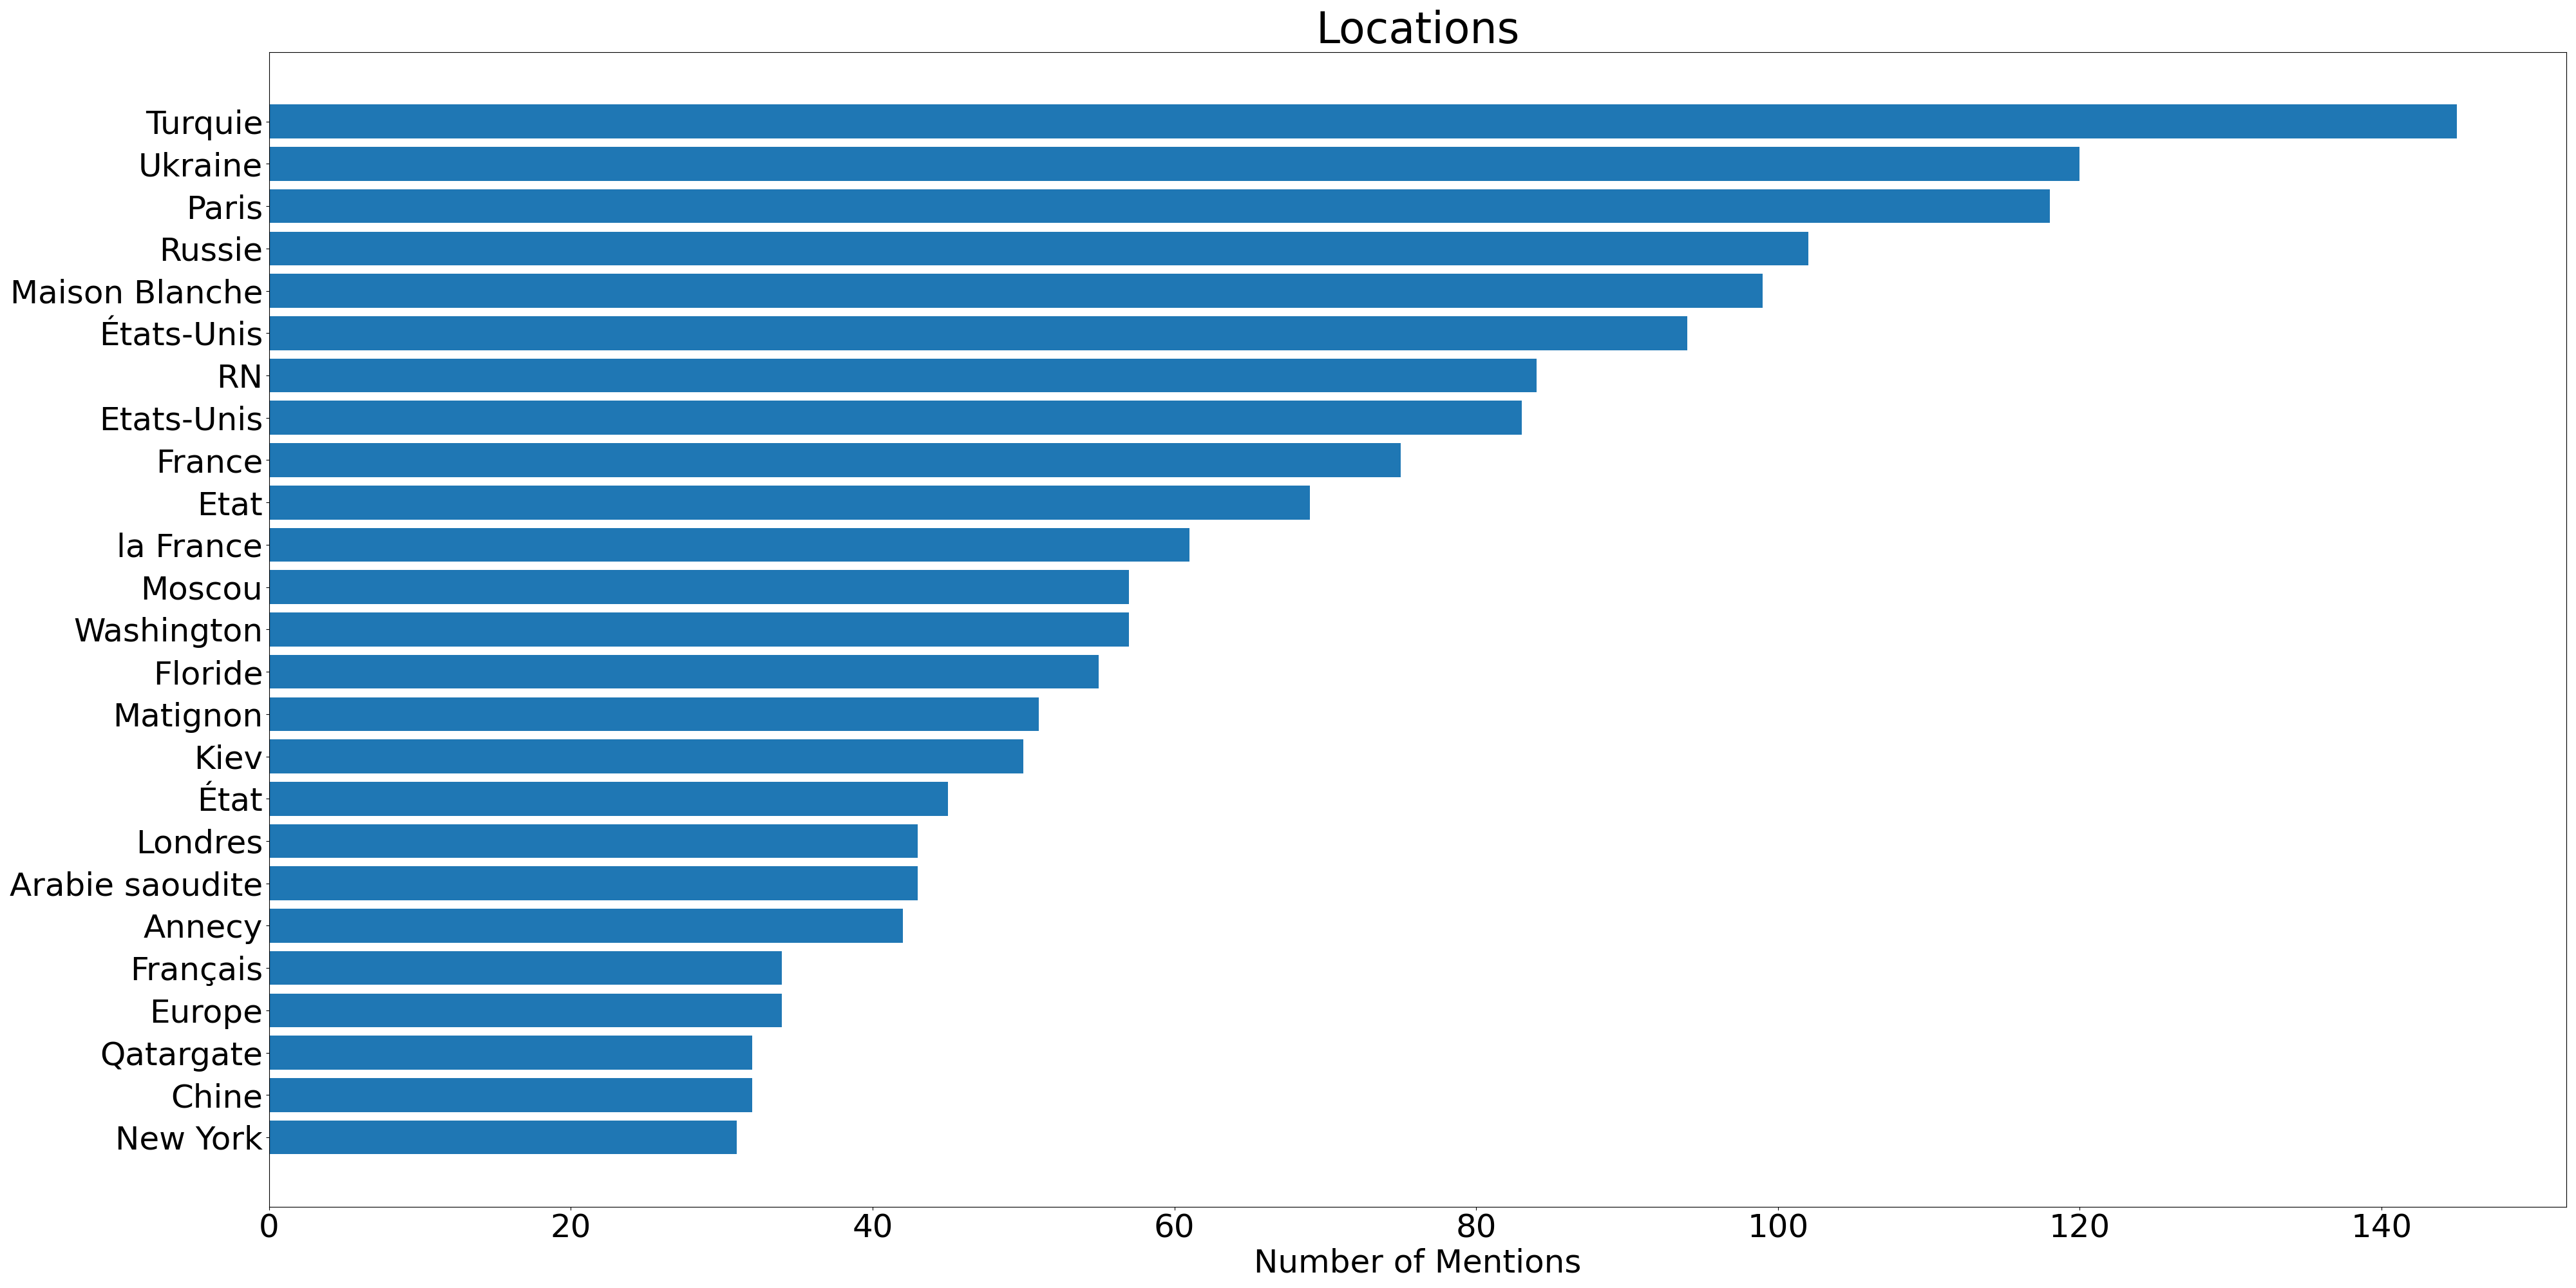 Locations
Turquie
Ukraine
Paris
Russie
Maison Blanche
États-Unis
RN
Etats-Unis
France
Etat
la France
Moscou
Washington
Floride
Matignon
Kiev
État
Londres
Arabie saoudite
Annecy
Français
Europe
Qatargate
Chine
New York
0 20 40 60 80 100 120 140
Number of Mentions